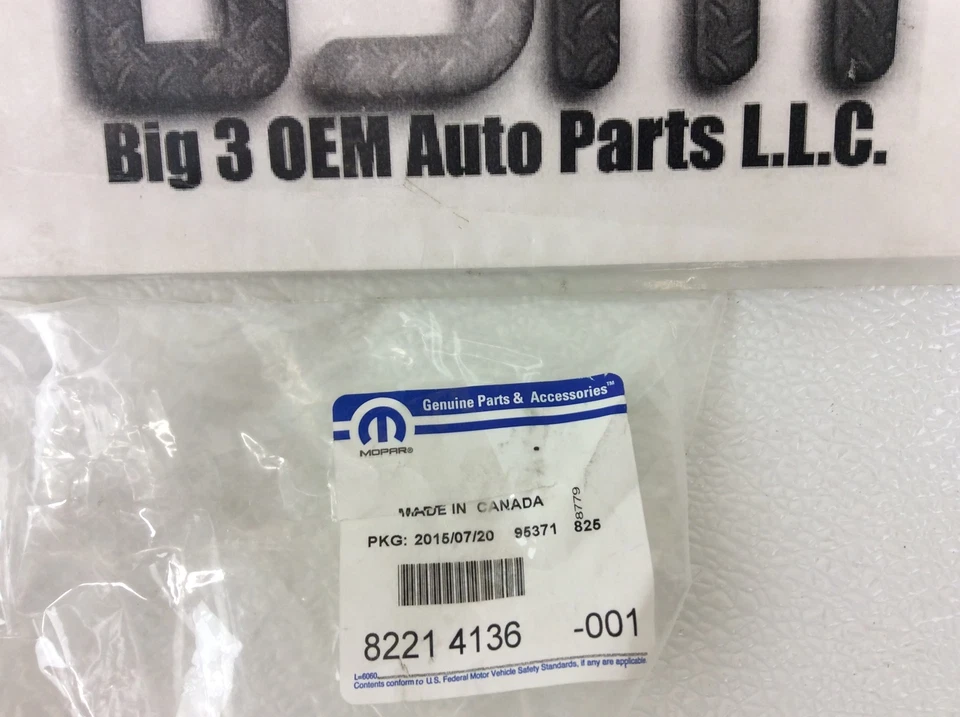 Big 3 OEM Auto Parts L.L.C.
Genuine Parts & Accessories™
MOPAR®
MADE IN CANADA
8779
PKG: 2015/07/20 95371 825
8221 4136 -001
L=6060
Contents conform to U.S. Federal Motor Vehicle Safety Standards, if any are applicable